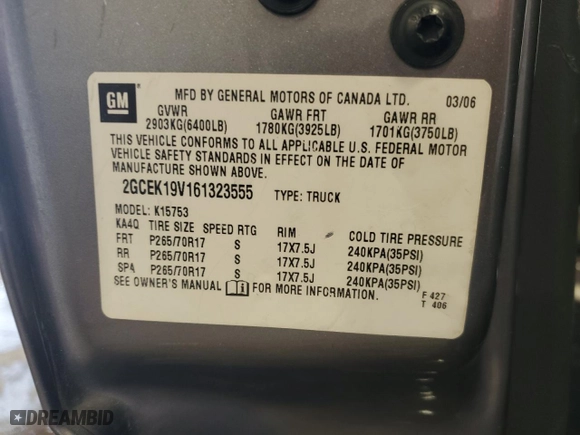 GM
MFD BY GENERAL MOTORS OF CANADA LTD. 03/06
GVWR GAWR FRT GAWR RR
2903KG(6400LB) 1780KG(3925LB) 1701KG(3750LB)
THIS VEHICLE CONFORMS TO ALL APPLICABLE U.S. FEDERAL MOTOR
VEHICLE SAFETY STANDARDS IN EFFECT ON THE DATE OF
MANUFACTURE SHOWN ABOVE.
2GCEK19V161323555 TYPE: TRUCK
MODEL: K15753
KA4Q TIRE SIZE SPEED RTG RIM COLD TIRE PRESSURE
FRT P265/70R17 S 17X7.5J 240KPA(35PSI)
RR P265/70R17 S 17X7.5J 240KPA(35PSI)
SPA P265/70R17 S 17X7.5J 240KPA(35PSI)
SEE OWNER'S MANUAL FOR MORE INFORMATION.
F 427
T 406
DREAMBID